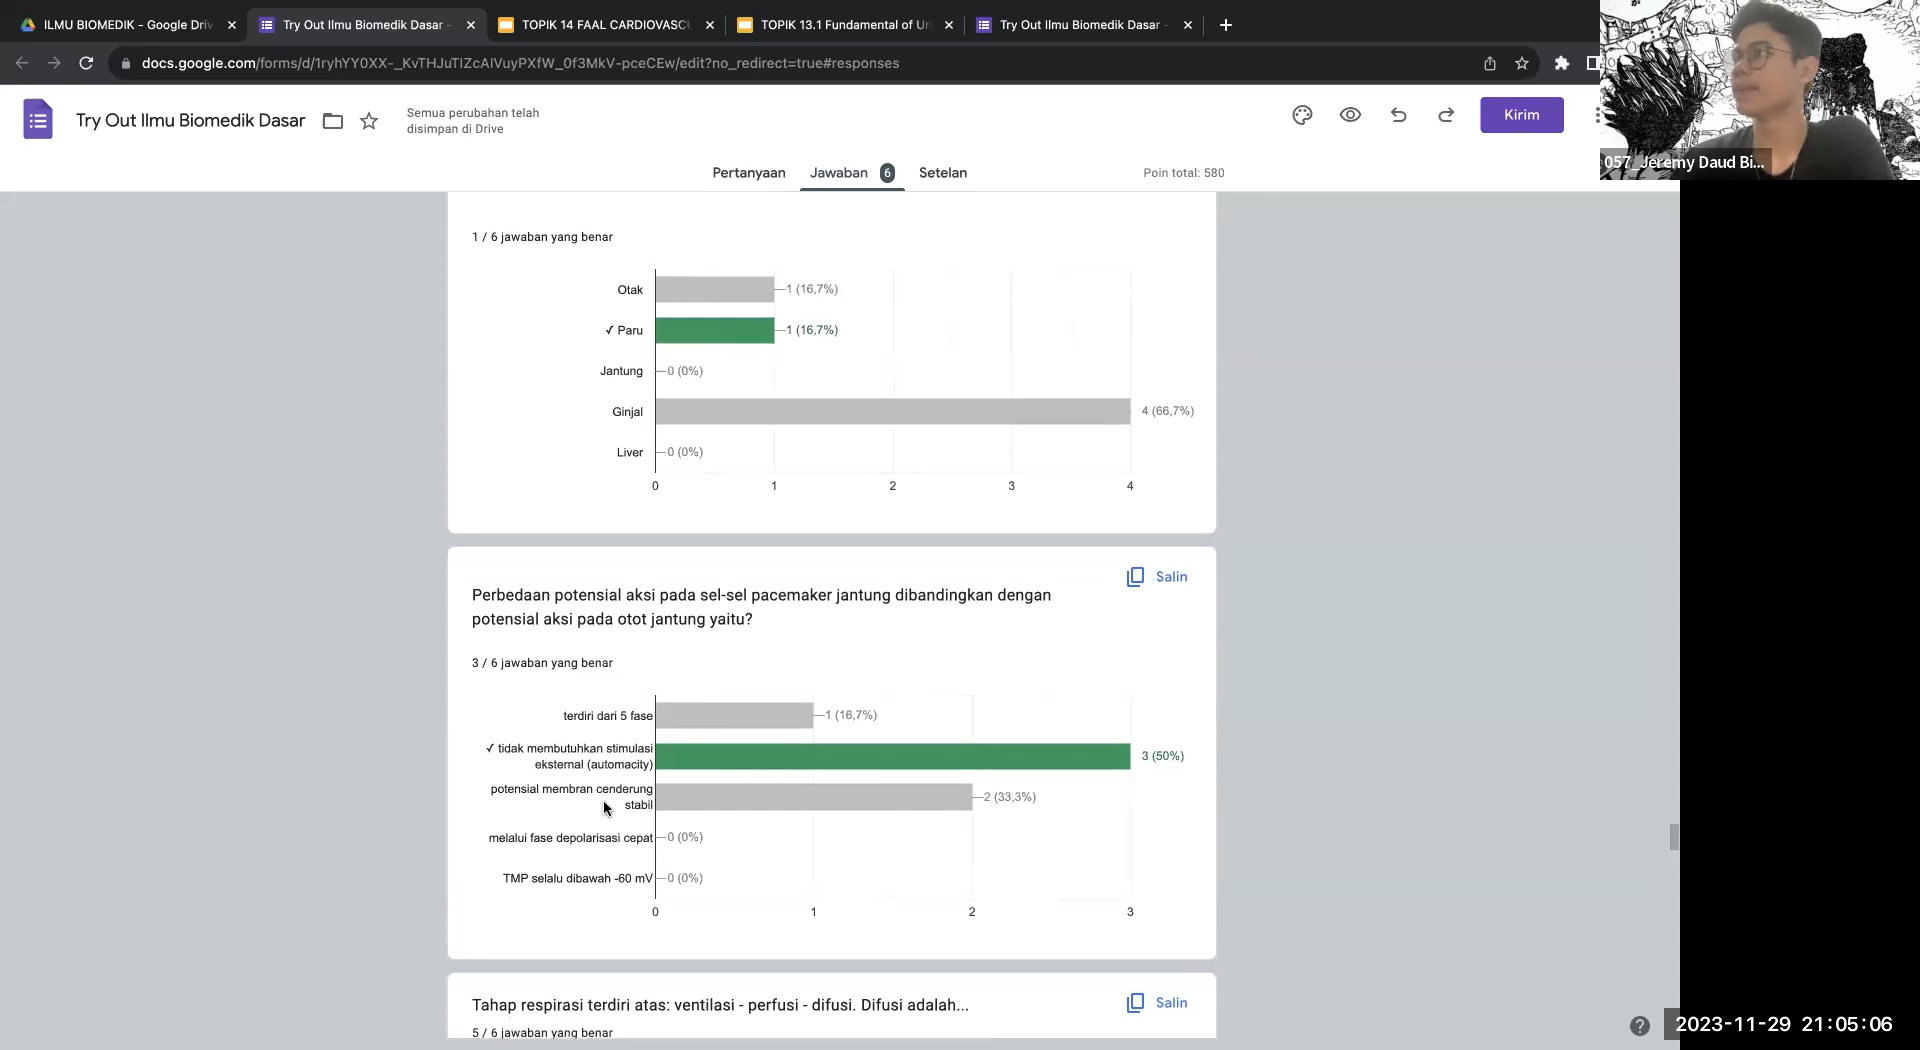 ILMU BIOMEDIK - Google Driv
Try Out Ilmu Biomedik Dasar -
TOPIK 14 FAAL CARDIOVASCU
TOPIK 13.1 Fundamental of Ur
Try Out Ilmu Biomedik Dasar -
docs.google.com/forms/d/1ryhYY0XX-_KvTHJuTlZcAlVuyPXfW_0f3MkV-pceCEw/edit?no_redirect=true#responses
Try Out Ilmu Biomedik Dasar
Semua perubahan telah
disimpan di Drive
Kirim
057_Jeremy Daud Bi...
Pertanyaan
Jawaban 6
Setelan
Poin total: 580
1 / 6 jawaban yang benar
Otak
1 (16,7%)
✓ Paru
1 (16,7%)
Jantung
0 (0%)
Ginjal
4 (66,7%)
Liver
0 (0%)
0 1 2 3 4
Salin
Perbedaan potensial aksi pada sel-sel pacemaker jantung dibandingkan dengan
potensial aksi pada otot jantung yaitu?
3 / 6 jawaban yang benar
terdiri dari 5 fase
1 (16,7%)
✓ tidak membutuhkan stimulasi
eksternal (automacity)
3 (50%)
potensial membran cenderung
stabil
2 (33,3%)
melalui fase depolarisasi cepat
0 (0%)
TMP selalu dibawah -60 mV
0 (0%)
0 1 2 3
Tahap respirasi terdiri atas: ventilasi - perfusi - difusi. Difusi adalah...
Salin
5 / 6 jawaban yang benar
2023-11-29 21:05:06